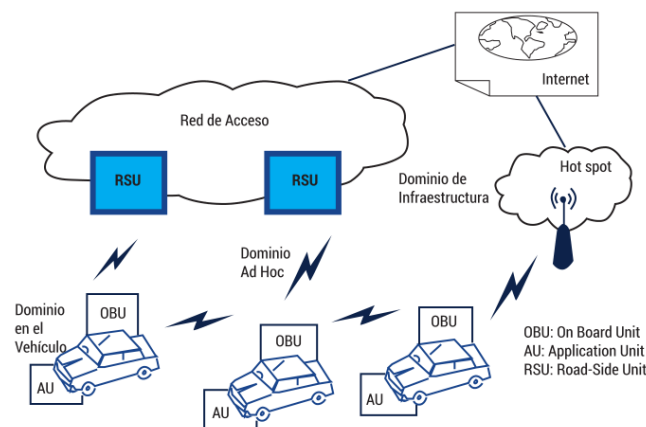 Internet
Red de Acceso
RSU
RSU
Hot spot
Dominio de
Infraestructura
Dominio
Ad Hoc
Dominio
en el
Vehículo
OBU
OBU
OBU
AU
AU
AU
OBU: On Board Unit
AU: Application Unit
RSU: Road-Side Unit